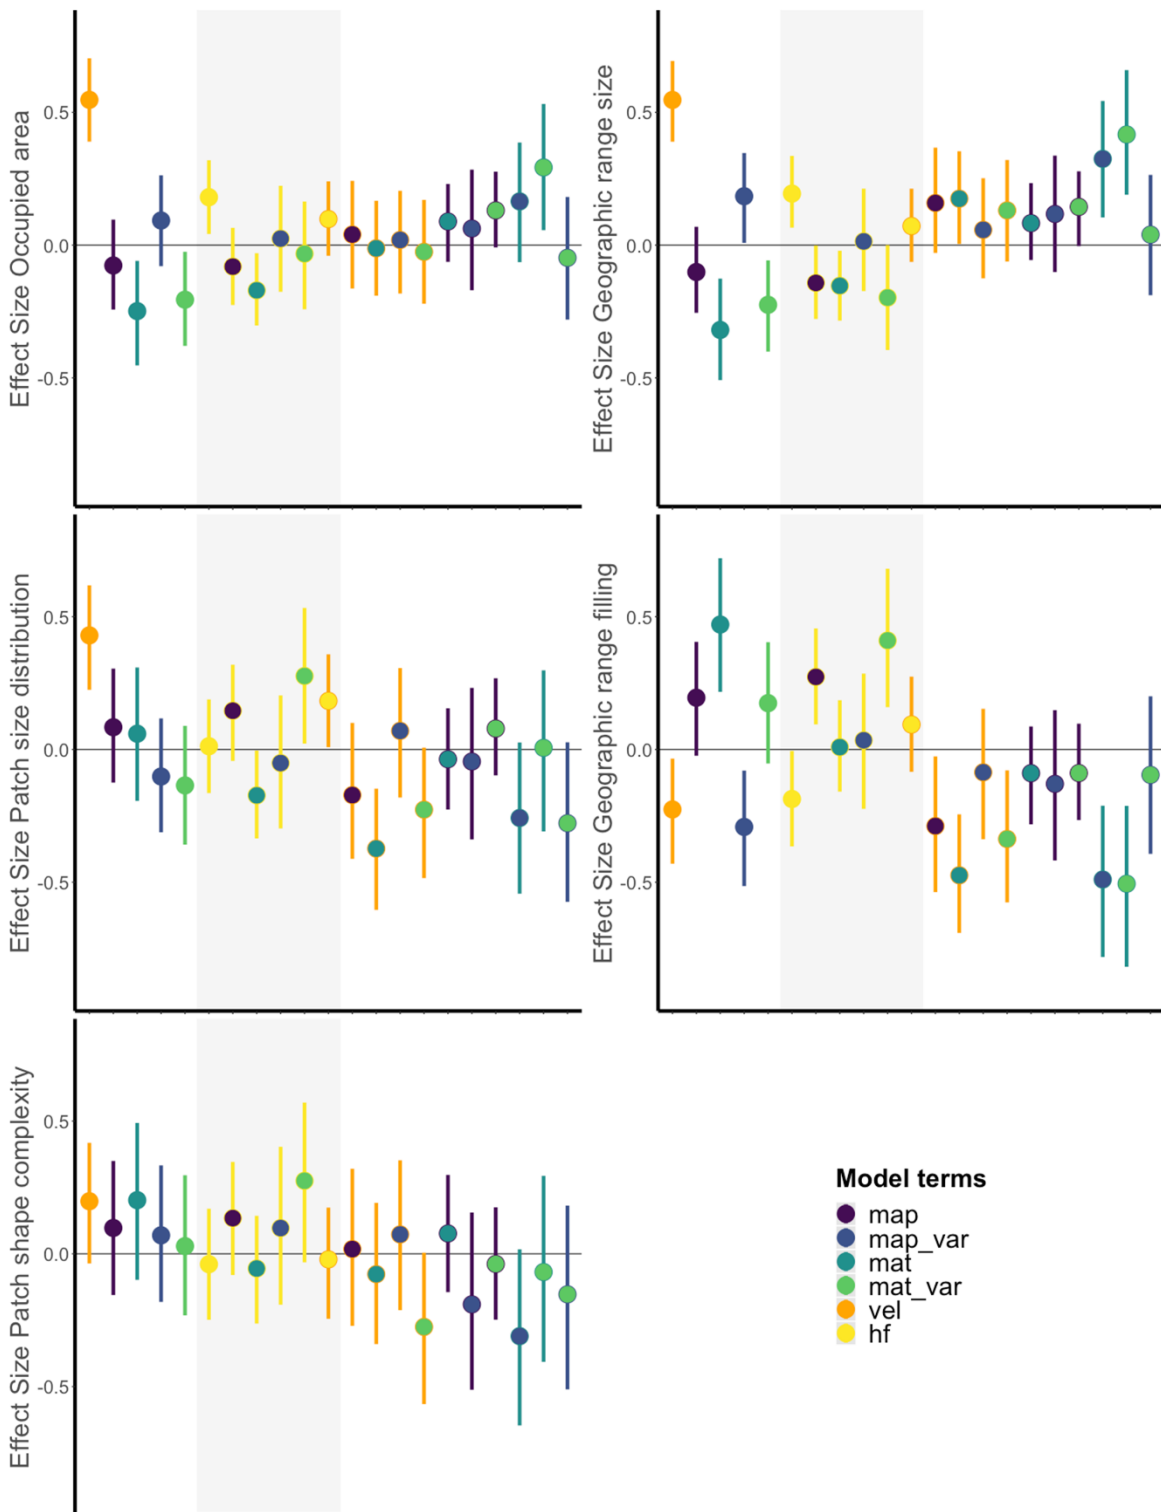 Effect Size Occupied area
0.5
0.0
-0.5
Effect Size Geographic range size
0.5
0.0
-0.5
Effect Size Patch size distribution
0.5
0.0
-0.5
Effect Size Geographic range filling
0.5
0.0
-0.5
Effect Size Patch shape complexity
0.5
0.0
-0.5
Model terms
map
map_var
mat
mat_var
vel
hf